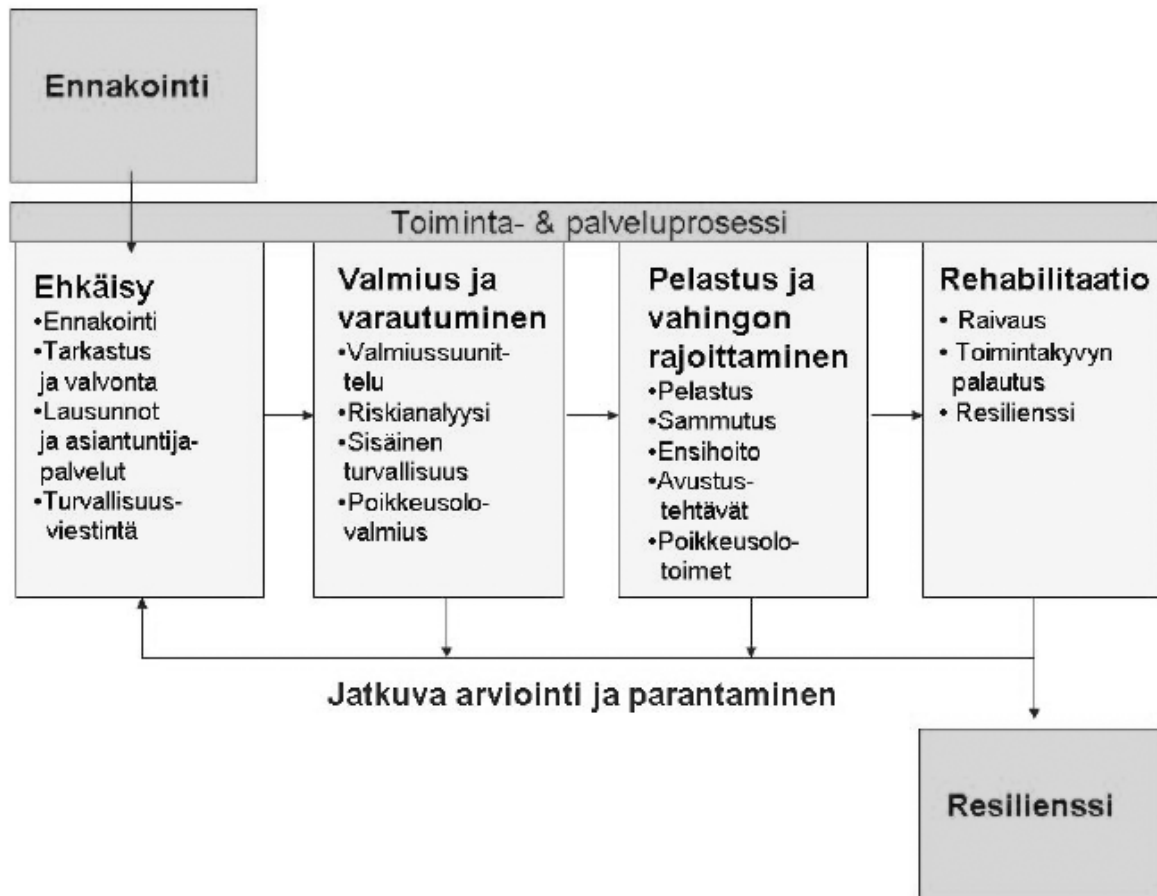 Ennakointi
Toiminta- & palveluprosessi
Ehkäisy
•Ennakointi
•Tarkastus
ja valvonta
•Lausunnot
ja asiantuntija-
palvelut
•Turvallisuus-
viestintä
Valmius ja
varautuminen
•Valmiussuunnit-
telu
•Riskianalyysi
•Sisäinen
turvallisuus
•Poikkeusolo-
valmius
Pelastus ja
vahingon
rajoittaminen
•Pelastus
•Sammutus
•Ensihoito
•Avustus-
tehtävät
•Poikkeusolo-
toimet
Rehabilitaatio
• Raivaus
• Toimintakyvyn
palautus
• Resilienssi
Jatkuva arviointi ja parantaminen
Resilienssi